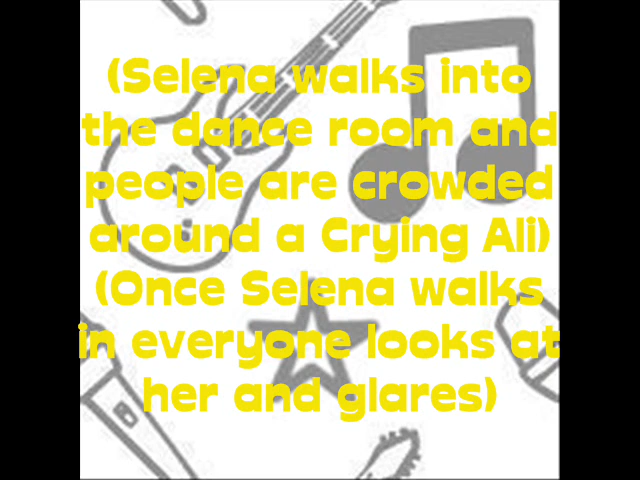 (Selena walks into
the dance room and
people are crowded
around a Crying Ali)
(Once Selena walks
in everyone looks at
her and glares)